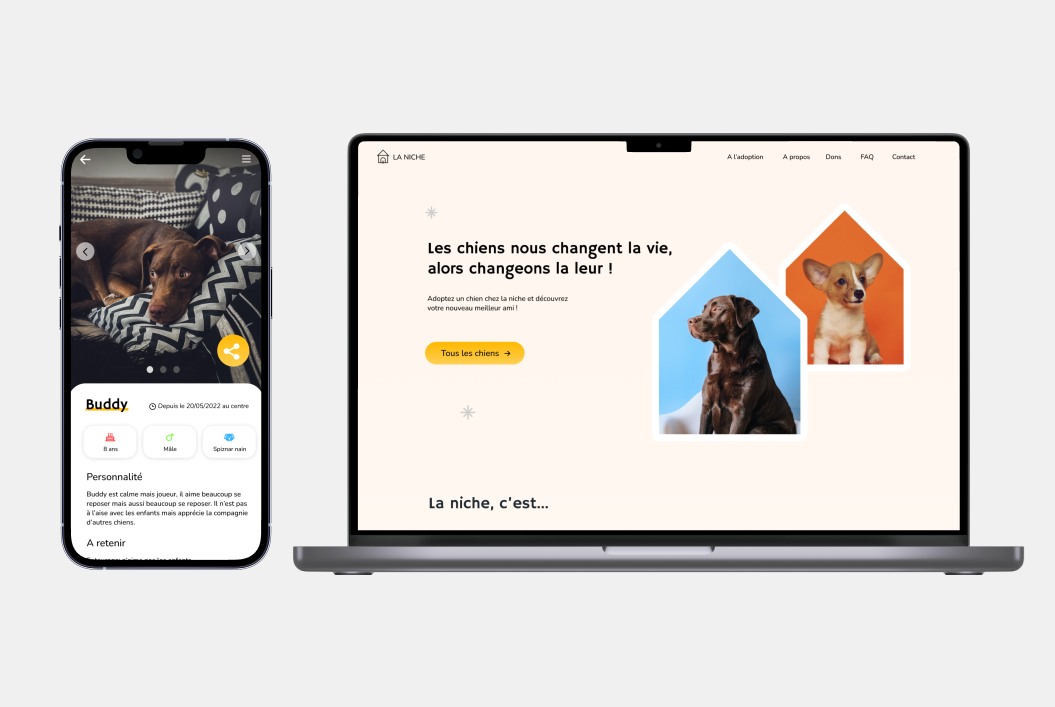 Buddy
Depuis le 20/05/2022 au centre
8 ans
Mâle
Spiznar nain
Personnalité
Buddy est calme mais joueur, il aime beaucoup se
reposer mais aussi beaucoup se reposer. Il n'est pas
à l'aise avec les enfants mais apprécie la compagnie
d'autres chiens.
A retenir
LA NICHE
A l'adoption
A propos
Dons
FAQ
Contact
Les chiens nous changent la vie,
alors changeons la leur !
Adoptez un chien chez la niche et découvrez
votre nouveau meilleur ami !
Tous les chiens →
La niche, c'est...